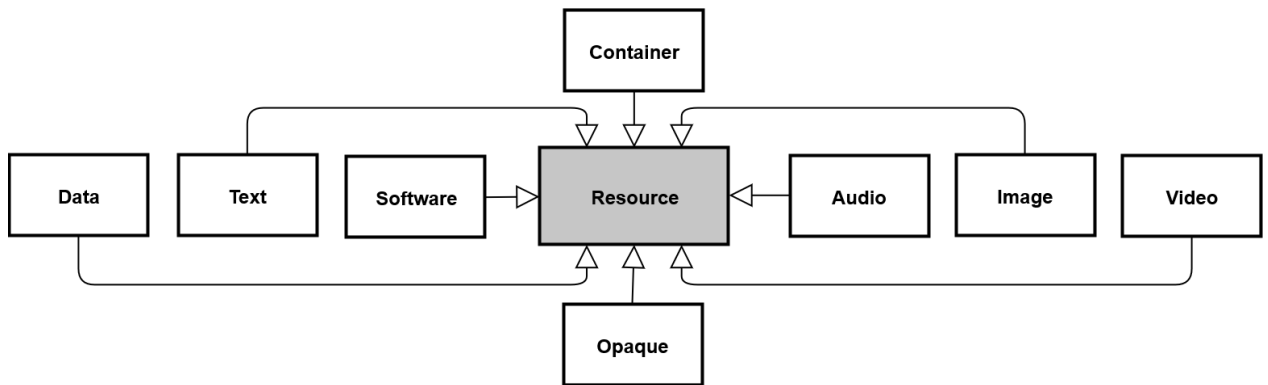 Container
Data
Text
Software
Resource
Audio
Image
Video
Opaque